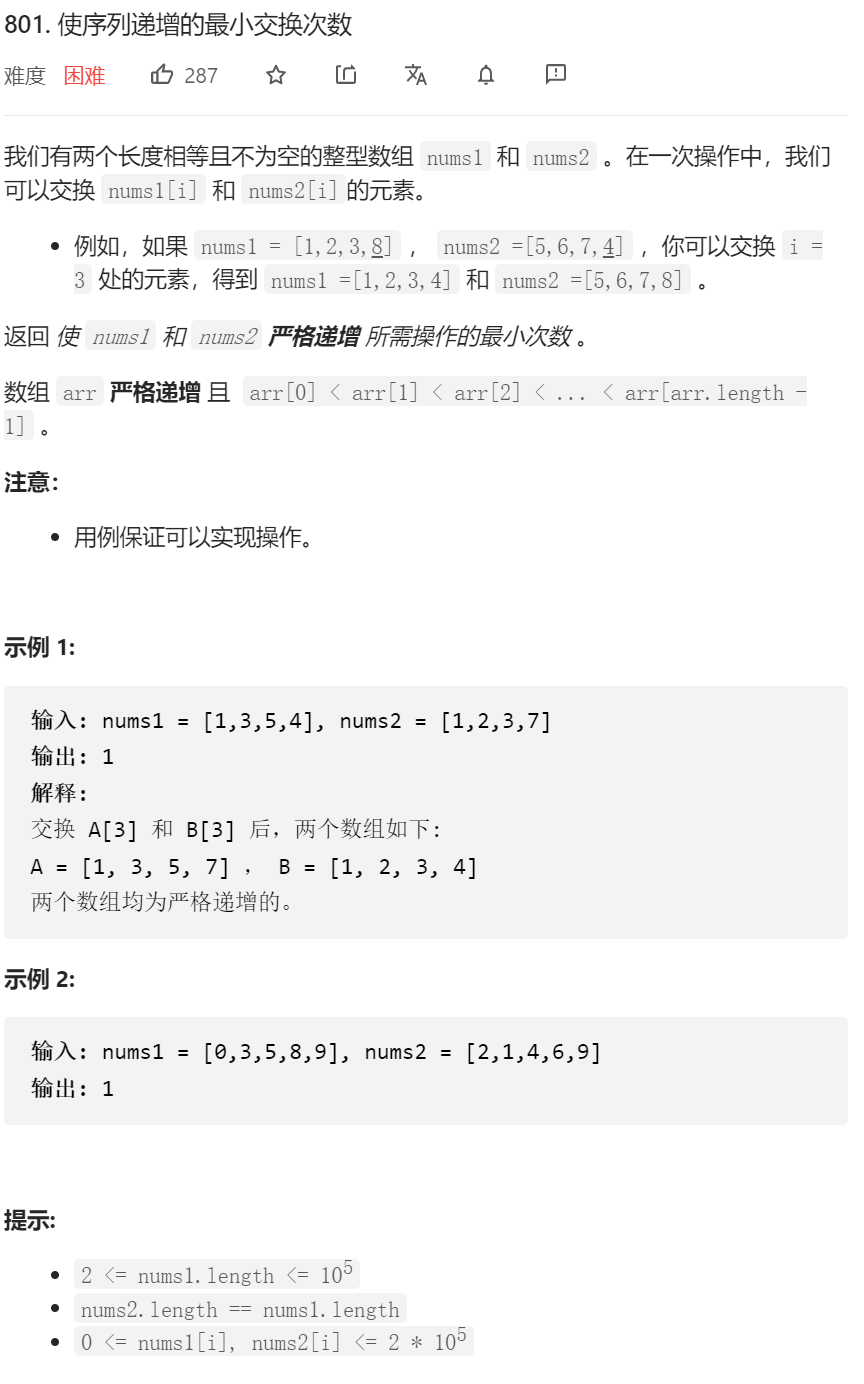 801. 使序列递增的最小交换次数
难度 困难 287
我们有两个长度相等且不为空的整型数组 nums1 和 nums2 。在一次操作中，我们
可以交换 nums1[i] 和 nums2[i]的元素。
例如，如果 nums1 = [1,2,3,8] ， nums2 =[5,6,7,4] ，你可以交换 i =
3 处的元素，得到 nums1 =[1,2,3,4] 和 nums2 =[5,6,7,8] 。
返回 使 nums1 和 nums2 严格递增 所需操作的最小次数 。
数组 arr 严格递增 且 arr[0] < arr[1] < arr[2] < ... < arr[arr.length -
1] 。
注意：
用例保证可以实现操作。
示例 1:
输入: nums1 = [1,3,5,4], nums2 = [1,2,3,7]
输出: 1
解释:
交换 A[3] 和 B[3] 后，两个数组如下:
A = [1, 3, 5, 7] ， B = [1, 2, 3, 4]
两个数组均为严格递增的。
示例 2:
输入: nums1 = [0,3,5,8,9], nums2 = [2,1,4,6,9]
输出: 1
提示:
2 <= nums1.length <= 10⁵
nums2.length == nums1.length
0 <= nums1[i], nums2[i] <= 2 * 10⁵